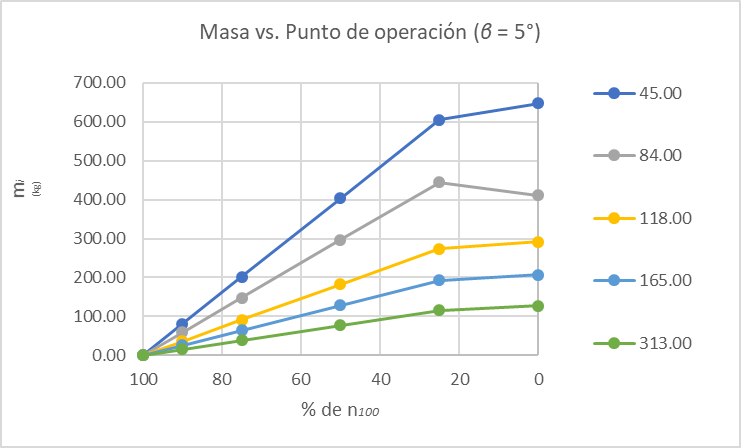 Masa vs. Punto de operación (β = 5°)
700.00
600.00
500.00
400.00
300.00
200.00
100.00
0.00
mi
(kg)
100 80 60 40 20 0
% de n100
45.00
84.00
118.00
165.00
313.00